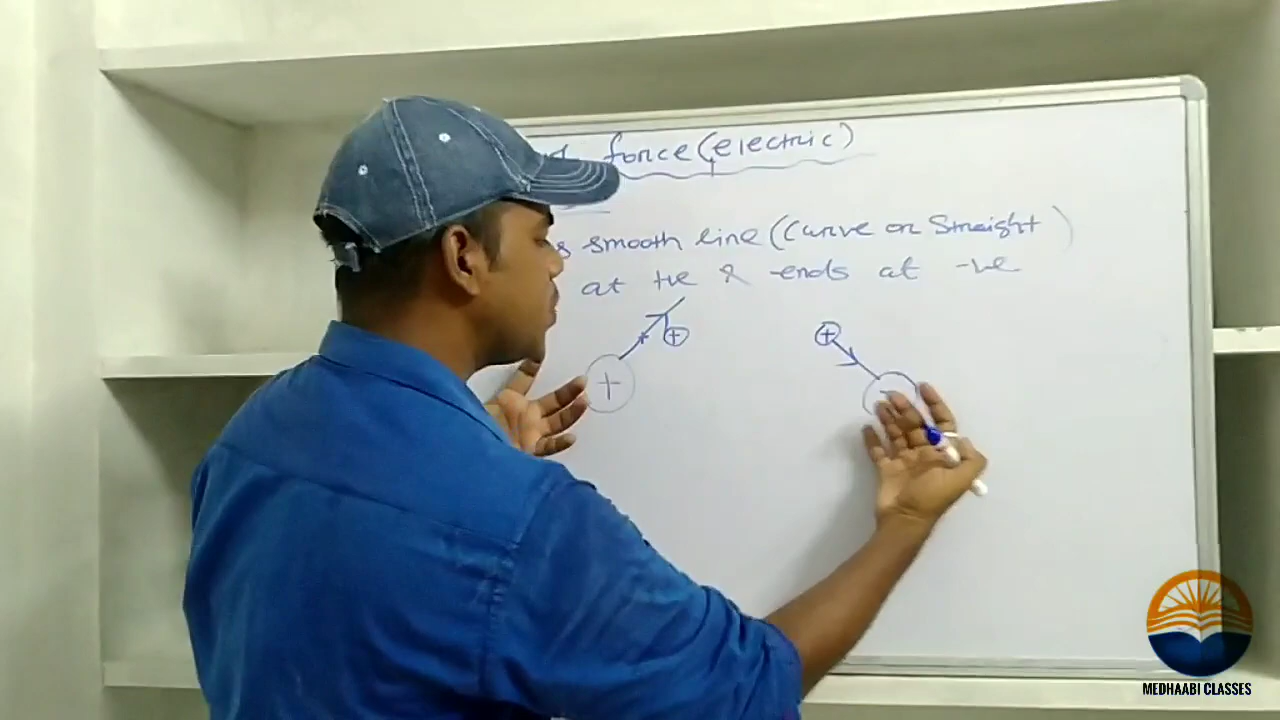 force (electric)
smooth line (Curve or Straight)
at +ve & ends at -ve
+
+
+
MEDHAABI CLASSES